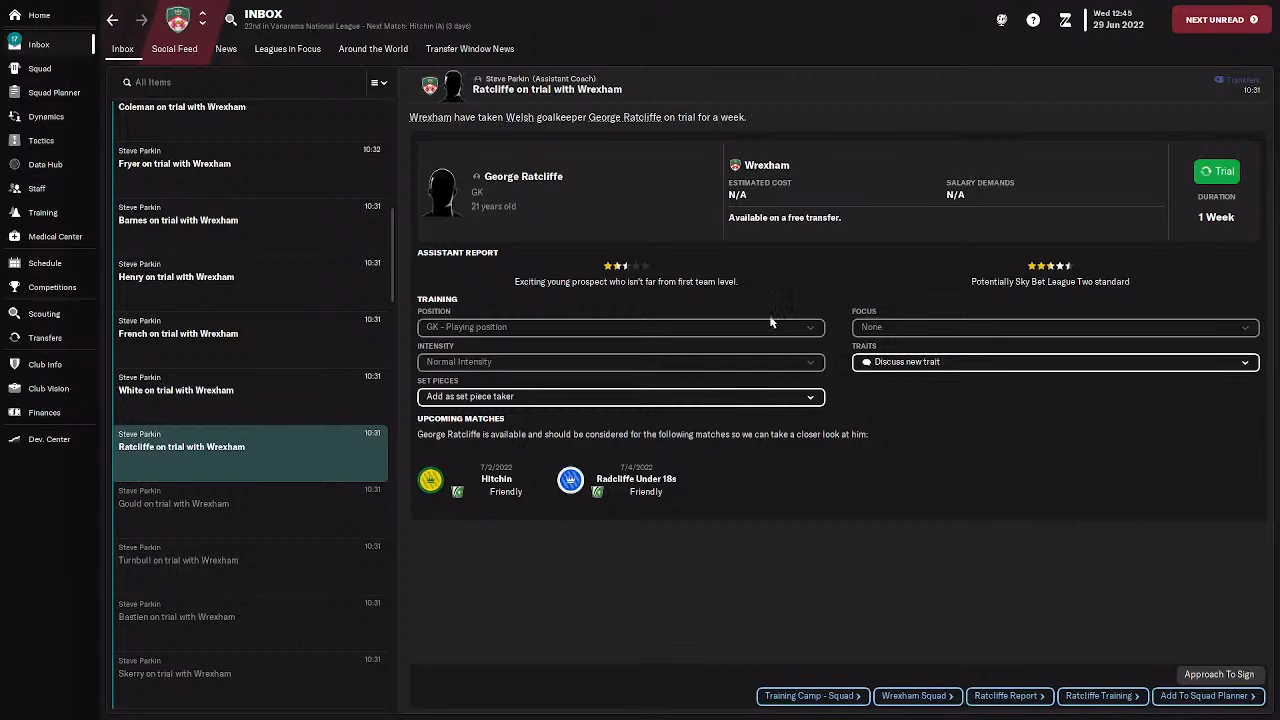 Home
17
Inbox
Squad
Squad Planner
Dynamics
1
Tactics
Data Hub
Staff
Training
Medical Center
Schedule
Competitions
Scouting
Transfers
Club Info
Club Vision
Finances
Dev. Center
INBOX
22nd in Vanarama National League - Next Match: Hitchin (A) (3 days)
Wed 12:45
29 Jun 2022
NEXT UNREAD
Inbox
Social Feed
News
Leagues in Focus
Around the World
Transfer Window News
All Items
Coleman on trial with Wrexham
Steve Parkin 10:32
Fryer on trial with Wrexham
Steve Parkin 10:31
Barnes on trial with Wrexham
Steve Parkin 10:31
Henry on trial with Wrexham
Steve Parkin 10:31
French on trial with Wrexham
Steve Parkin 10:31
White on trial with Wrexham
Steve Parkin 10:31
Ratcliffe on trial with Wrexham
Steve Parkin 10:31
Gould on trial with Wrexham
Steve Parkin 10:31
Turnbull on trial with Wrexham
Steve Parkin 10:31
Bastien on trial with Wrexham
Steve Parkin 10:31
Skerry on trial with Wrexham
Steve Parkin (Assistant Coach)
Ratcliffe on trial with Wrexham
Transfers
10:31
Wrexham have taken Welsh goalkeeper George Ratcliffe on trial for a week.
George Ratcliffe
GK
21 years old
Wrexham
ESTIMATED COST
N/A
SALARY DEMANDS
N/A
Available on a free transfer.
Trial
DURATION
1 Week
ASSISTANT REPORT
Exciting young prospect who isn't far from first team level.
Potentially Sky Bet League Two standard
TRAINING
POSITION
GK - Playing position
FOCUS
None
INTENSITY
Normal Intensity
TRAITS
Discuss new trait
SET PIECES
Add as set piece taker
UPCOMING MATCHES
George Ratcliffe is available and should be considered for the following matches so we can take a closer look at him:
7/2/2022
Hitchin
Friendly
7/4/2022
Radcliffe Under 18s
Friendly
Approach To Sign
Training Camp - Squad
Wrexham Squad
Ratcliffe Report
Ratcliffe Training
Add To Squad Planner